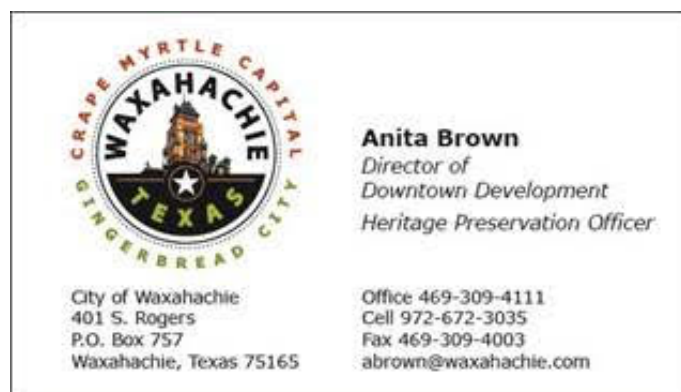 CRAPE MYRTLE CAPITAL
WAXAHACHIE
TEXAS
GINGERBREAD CITY
Anita Brown
Director of
Downtown Development
Heritage Preservation Officer
City of Waxahachie
401 S. Rogers
P.O. Box 757
Waxahachie, Texas 75165
Office 469-309-4111
Cell 972-672-3035
Fax 469-309-4003
abrown@waxahachie.com